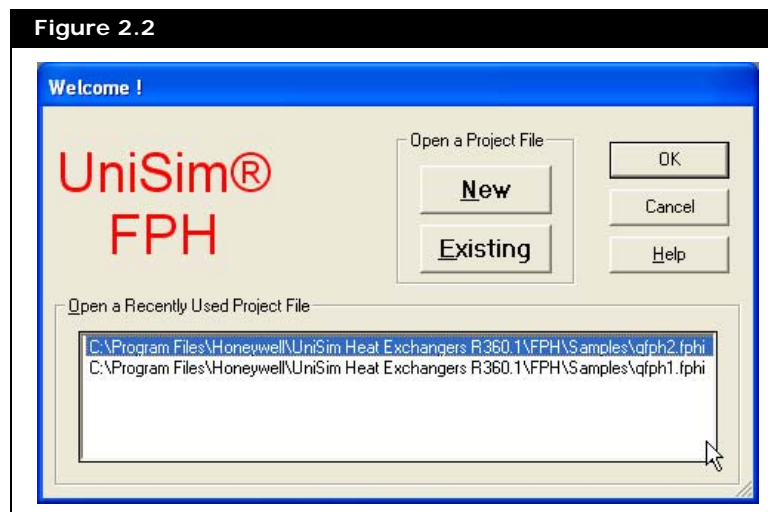 Figure 2.2
Welcome !
UniSim®
FPH
Open a Project File
New
Existing
OK
Cancel
Help
Open a Recently Used Project File
C:\Program Files\Honeywell\UniSim Heat Exchangers R360.1\FPH\Samples\qfph2.fphi
C:\Program Files\Honeywell\UniSim Heat Exchangers R360.1\FPH\Samples\qfph1.fphi